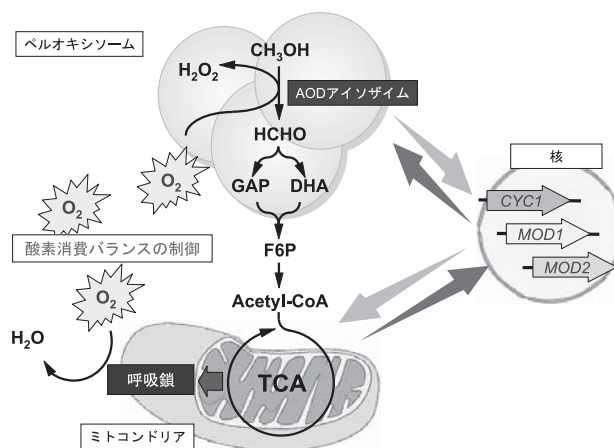 ペルオキシソーム
CH₃OH
H₂O₂
AODアイソザイム
HCHO
O₂
GAP DHA
核
CYC1
MOD1
MOD2
O₂
酸素消費バランスの制御
F6P
O₂
Acetyl-CoA
H₂O
呼吸鎖
TCA
ミトコンドリア